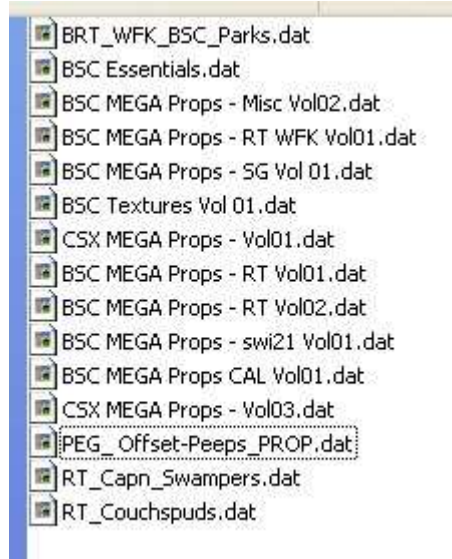 BRT_WFK_BSC_Parks.dat
BSC Essentials.dat
BSC MEGA Props - Misc Vol02.dat
BSC MEGA Props - RT WFK Vol01.dat
BSC MEGA Props - SG Vol 01.dat
BSC Textures Vol 01.dat
CSX MEGA Props - Vol01.dat
BSC MEGA Props - RT Vol01.dat
BSC MEGA Props - RT Vol02.dat
BSC MEGA Props - swi21 Vol01.dat
BSC MEGA Props CAL Vol01.dat
CSX MEGA Props - Vol03.dat
PEG_ Offset-Peeps_PROP.dat
RT_Capn_Swampers.dat
RT_Couchspuds.dat